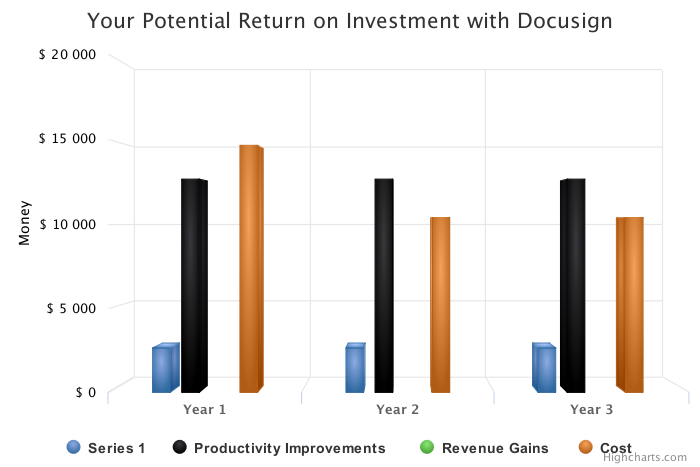 Your Potential Return on Investment with Docusign
$ 20 000
$ 15 000
$ 10 000
$ 5 000
$ 0
Money
Year 1 Year 2 Year 3
Series 1 Productivity Improvements Revenue Gains Cost
Highcharts.com